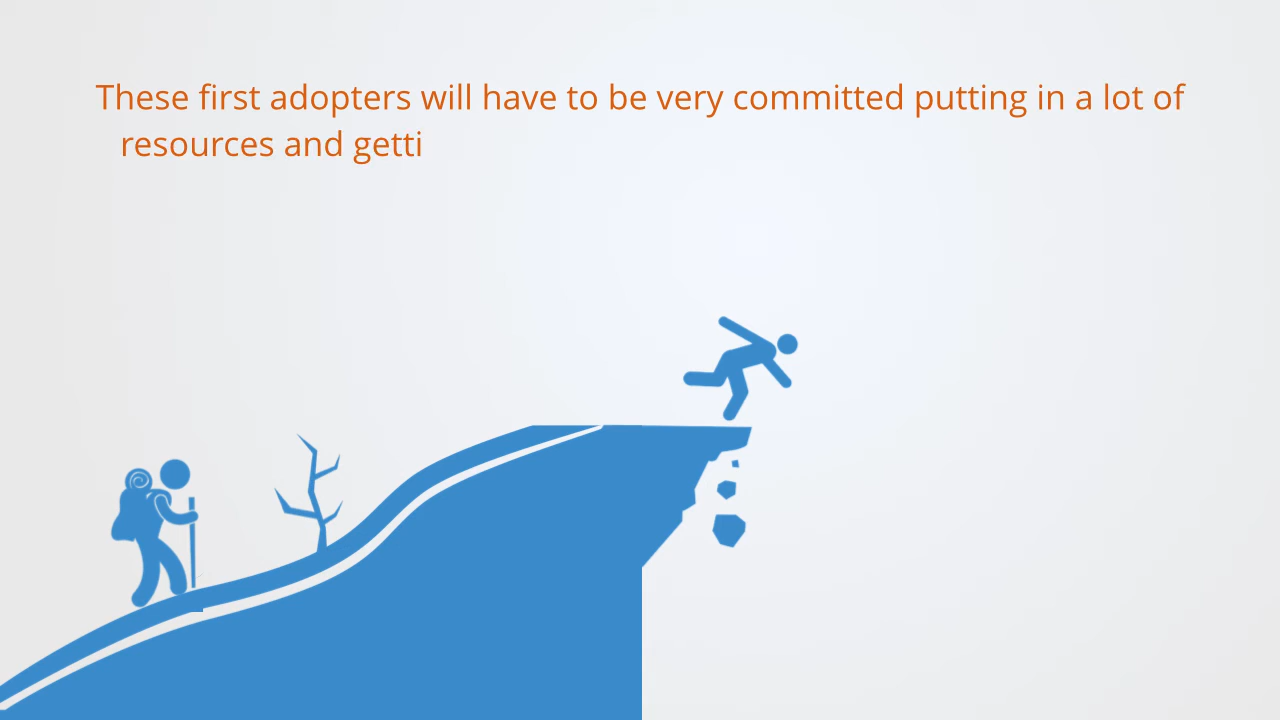 These first adopters will have to be very committed putting in a lot of
resources and getti